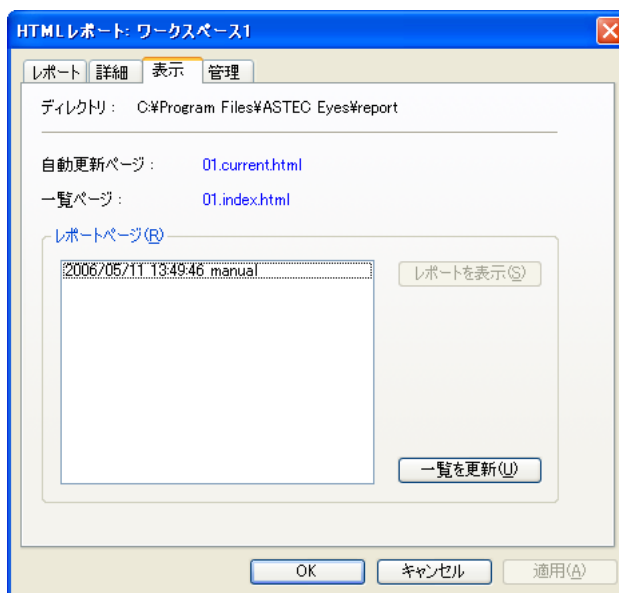 HTMLレポート: ワークスペース1
レポート 詳細 表示 管理
ディレクトリ： C:¥Program Files¥ASTEC Eyes¥report
自動更新ページ： 01.current.html
一覧ページ： 01.index.html
レポートページ(R)
2006/05/11 13:49:46 manual
レポートを表示(S)
一覧を更新(U)
OK キャンセル 適用(A)